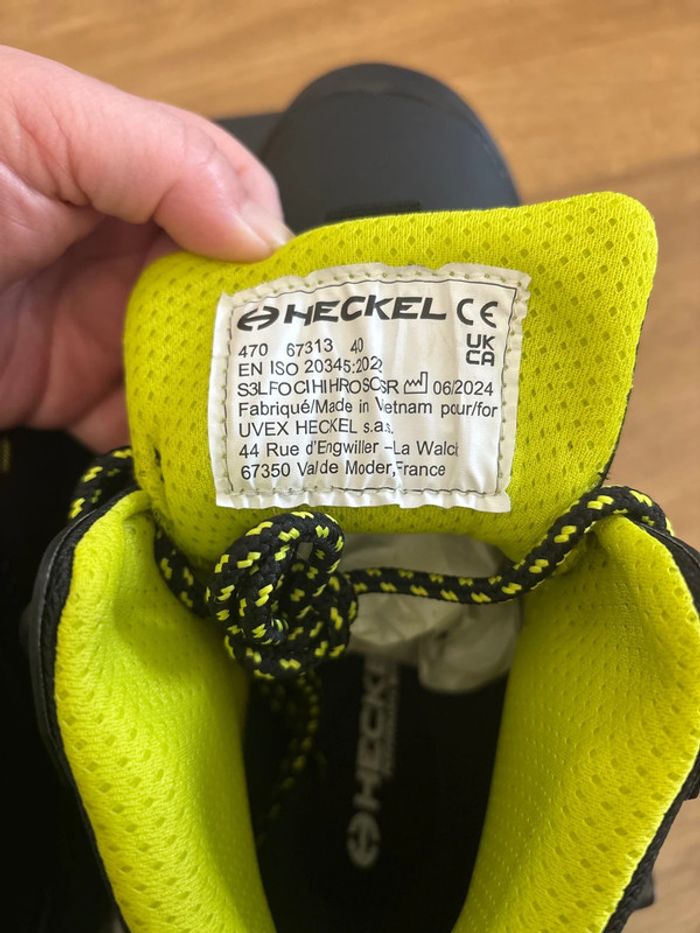 HECKEL CE
UK
CA
470 67313 40
EN ISO 20345:2022
S3LFOCIHIHROSCSR 06/2024
Fabriqué/Made in Vietnam pour/for
UVEX HECKEL s.a.s.
44 Rue d'Engwiller –La Walck
67350 Val de Moder,France
HECKEL